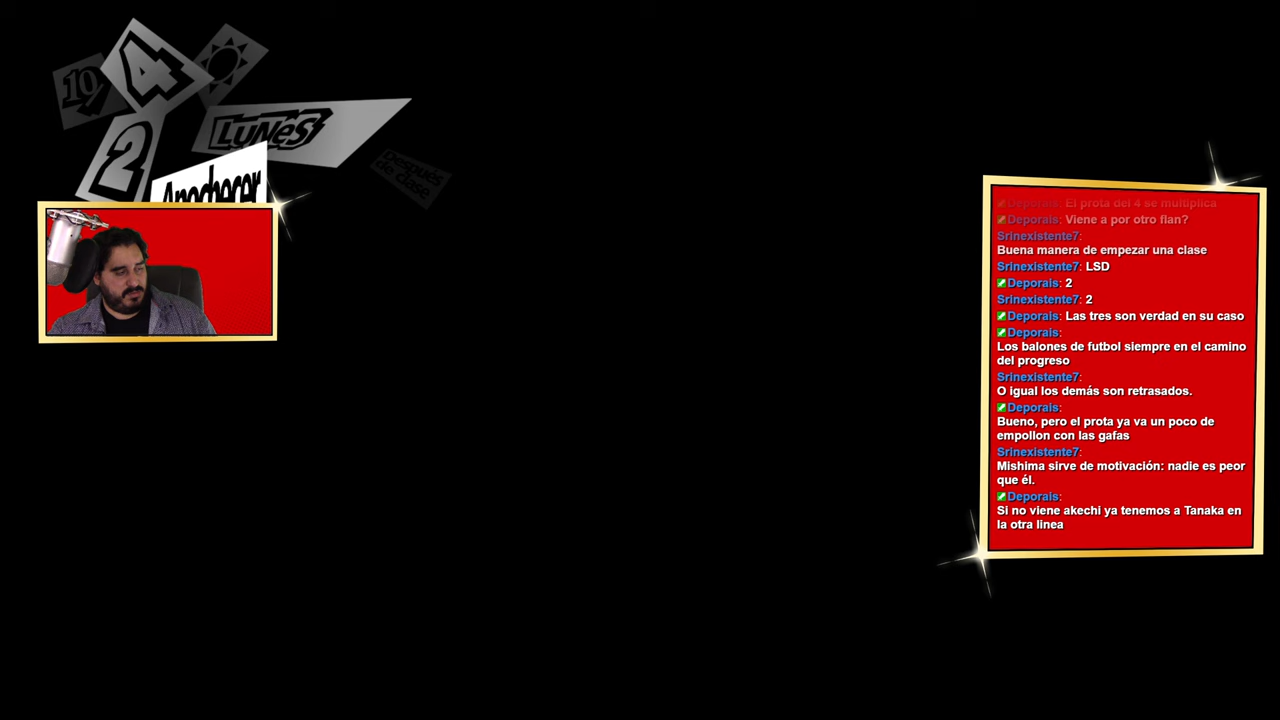 10/
4
2
LUNeS
Después
de clase
Anochecer
Deporais: El prota del 4 se multiplica
Deporais: Viene a por otro flan?
Srinexistente7:
Buena manera de empezar una clase
Srinexistente7: LSD
Deporais: 2
Srinexistente7: 2
Deporais: Las tres son verdad en su caso
Deporais:
Los balones de futbol siempre en el camino
del progreso
Srinexistente7:
O igual los demás son retrasados.
Deporais:
Bueno, pero el prota ya va un poco de
empollon con las gafas
Srinexistente7:
Mishima sirve de motivación: nadie es peor
que él.
Deporais:
Si no viene akechi ya tenemos a Tanaka en
la otra linea